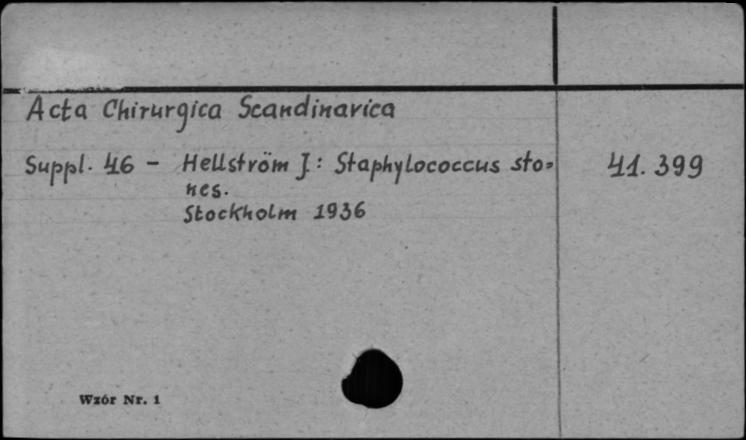 Acta Chirurgica Scandinavica
Suppl. 46 - Hellström J: Staphylococcus sto= 41.399
nes.
Stockholm 1936
Wzór Nr. 1